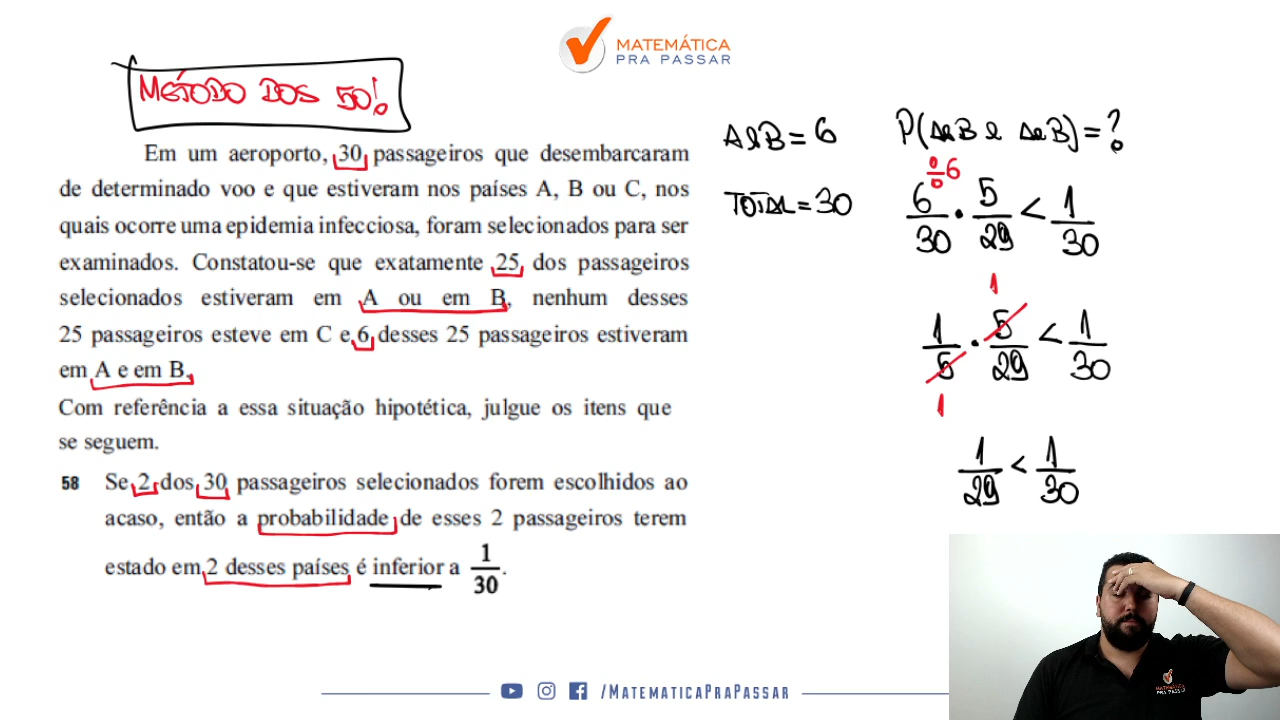 MATEMÁTICA
PRA PASSAR
MÉTODO DOS 50!
Em um aeroporto, 30 passageiros que desembarcaram
de determinado voo e que estiveram nos países A, B ou C, nos
quais ocorre uma epidemia infecciosa, foram selecionados para ser
examinados. Constatou-se que exatamente 25 dos passageiros
selecionados estiveram em A ou em B, nenhum desses
25 passageiros esteve em C e 6 desses 25 passageiros estiveram
em A e em B.
Com referência a essa situação hipotética, julgue os itens que
se seguem.
58 Se 2 dos 30 passageiros selecionados forem escolhidos ao
acaso, então a probabilidade de esses 2 passageiros terem
estado em 2 desses países é inferior a 1/30.
A e B = 6
TOTAL = 30
P(A e B e A e B) = ?
÷6
6/30 · 5/29 < 1/30
1
1/5 · 5/29 < 1/30
1
1/29 < 1/30
MATEMÁTICA
PRA PASSAR
/MATEMATICAPRAPASSAR